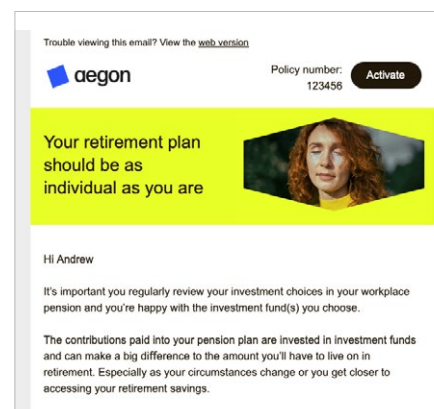 Trouble viewing this email? View the web version
aegon
Policy number:
123456
Activate
Your retirement plan
should be as
individual as you are
Hi Andrew
It's important you regularly review your investment choices in your workplace
pension and you're happy with the investment fund(s) you choose.
The contributions paid into your pension plan are invested in investment funds
and can make a big difference to the amount you'll have to live on in
retirement. Especially as your circumstances change or you get closer to
accessing your retirement savings.